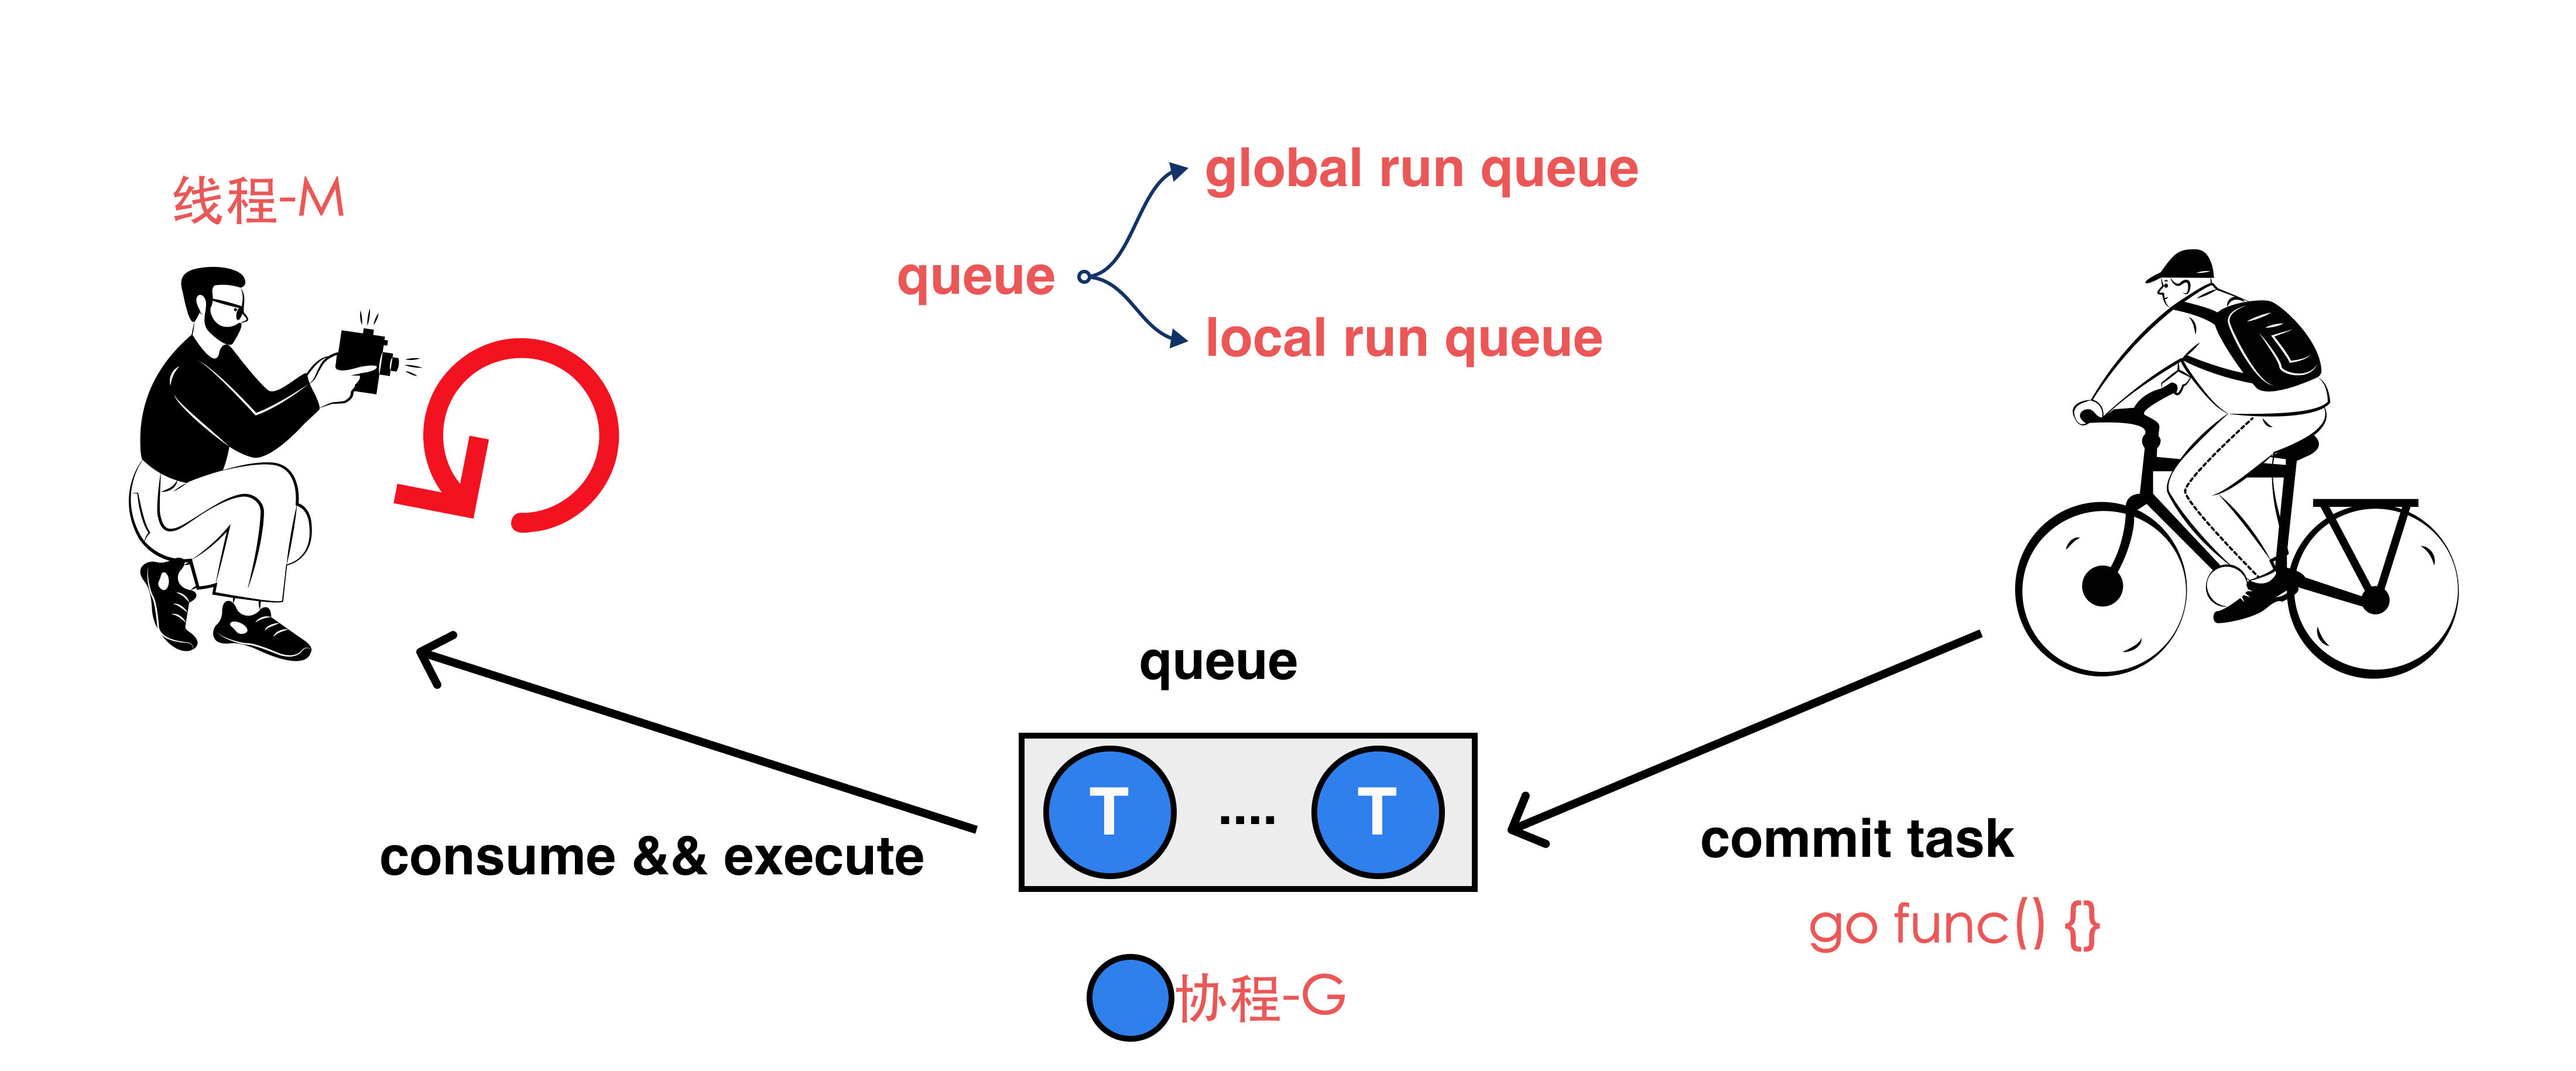 global run queue
线程-M
queue
local run queue
queue
T .... T
consume && execute
commit task
go func() {}
协程-G